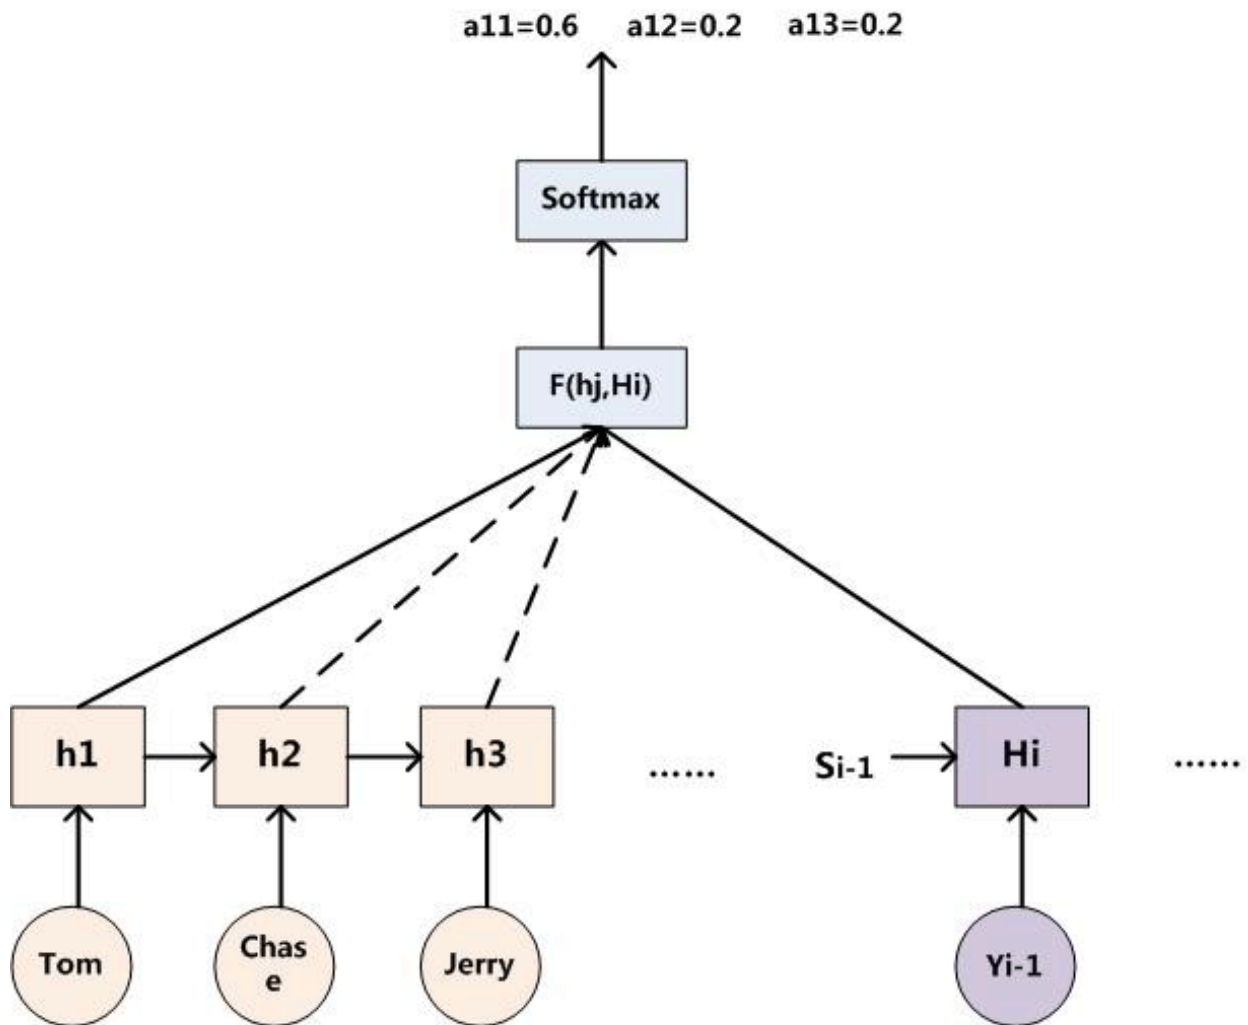 a11=0.6 a12=0.2 a13=0.2
Softmax
F(hj,Hi)
h1 h2 h3 ...... Si-1 Hi ......
Tom Chas
e Jerry Yi-1